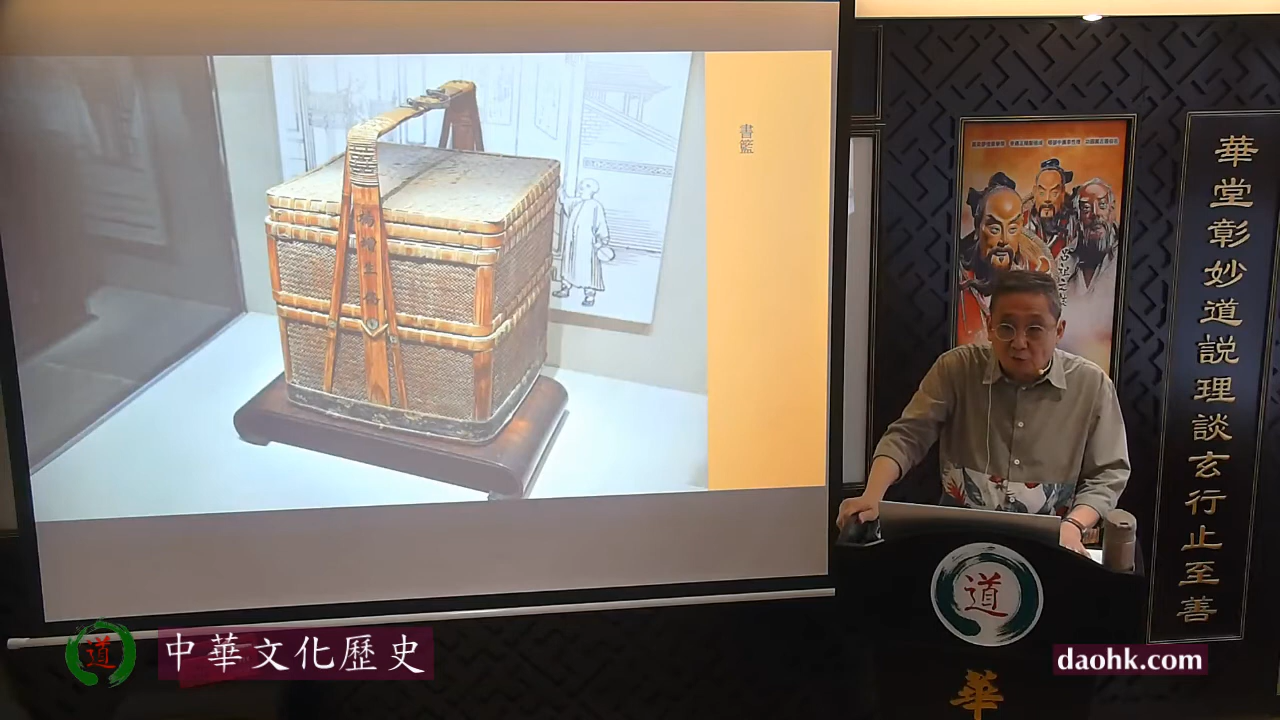 書籃
華堂彰妙道説理談玄行止至善
道
華
道
中華文化歷史
daohk.com